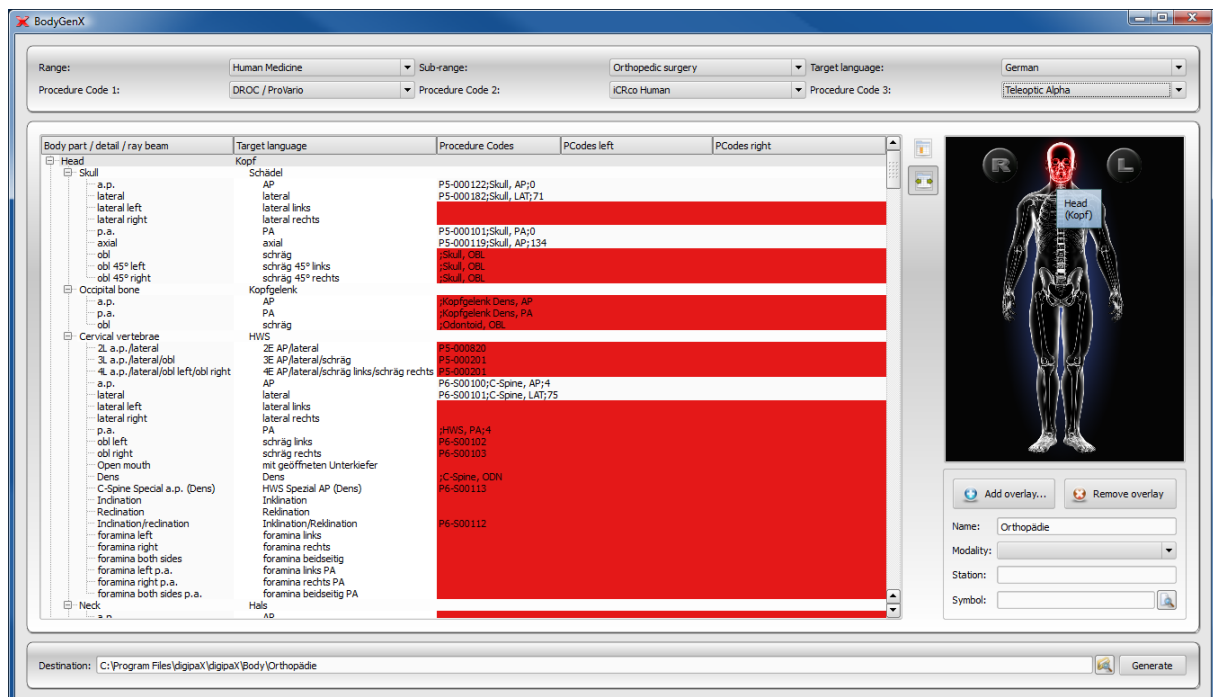 BodyGenX
Range: Human Medicine Sub-range: Orthopedic surgery Target language: German
Procedure Code 1: DROC / ProVario Procedure Code 2: iCRco Human Procedure Code 3: Teleoptic Alpha
Body part / detail / ray beam Target language Procedure Codes PCodes left PCodes right
Head Kopf
Skull Schädel
a.p. AP P5-000122;Skull, AP;0
lateral lateral P5-000182;Skull, LAT;71
lateral left lateral links
lateral right lateral rechts
p.a. PA P5-000101;Skull, PA;0
axial axial P5-000119;Skull, AP;134
obl schräg ;Skull, OBL
obl 45° left schräg 45° links ;Skull, OBL
obl 45° right schräg 45° rechts ;Skull, OBL
Occipital bone Kopfgelenk
a.p. AP ;Kopfgelenk Dens, AP
p.a. PA ;Kopfgelenk Dens, PA
obl schräg ;Odontoid, OBL
Cervical vertebrae HWS
2L a.p./lateral 2E AP/lateral P5-000820
3L a.p./lateral/obl 3E AP/lateral/schräg P5-000201
4L a.p./lateral/obl left/obl right 4E AP/lateral/schräg links/schräg rechts P5-000201
a.p. AP P6-S00100;C-Spine, AP;4
lateral lateral P6-S00101;C-Spine, LAT;75
lateral left lateral links
lateral right lateral rechts
p.a. PA ;HWS, PA;4
obl left schräg links P6-S00102
obl right schräg rechts P6-S00103
Open mouth mit geöffneten Unterkiefer
Dens Dens ;C-Spine, ODN
C-Spine Special a.p. (Dens) HWS Spezial AP (Dens) P6-S00113
Inclination Inklination
Reclination Reklination
Inclination/reclination Inklination/Reklination P6-S00112
foramina left foramina links
foramina right foramina rechts
foramina both sides foramina beidseitig
foramina left p.a. foramina links PA
foramina right p.a. foramina rechts PA
foramina both sides p.a. foramina beidseitig PA
Neck Hals
a.p. AP
R L
Head
(Kopf)
Add overlay... Remove overlay
Name: Orthopädie
Modality:
Station:
Symbol:
Destination: C:\Program Files\digipaX\digipaX\Body\Orthopädie Generate